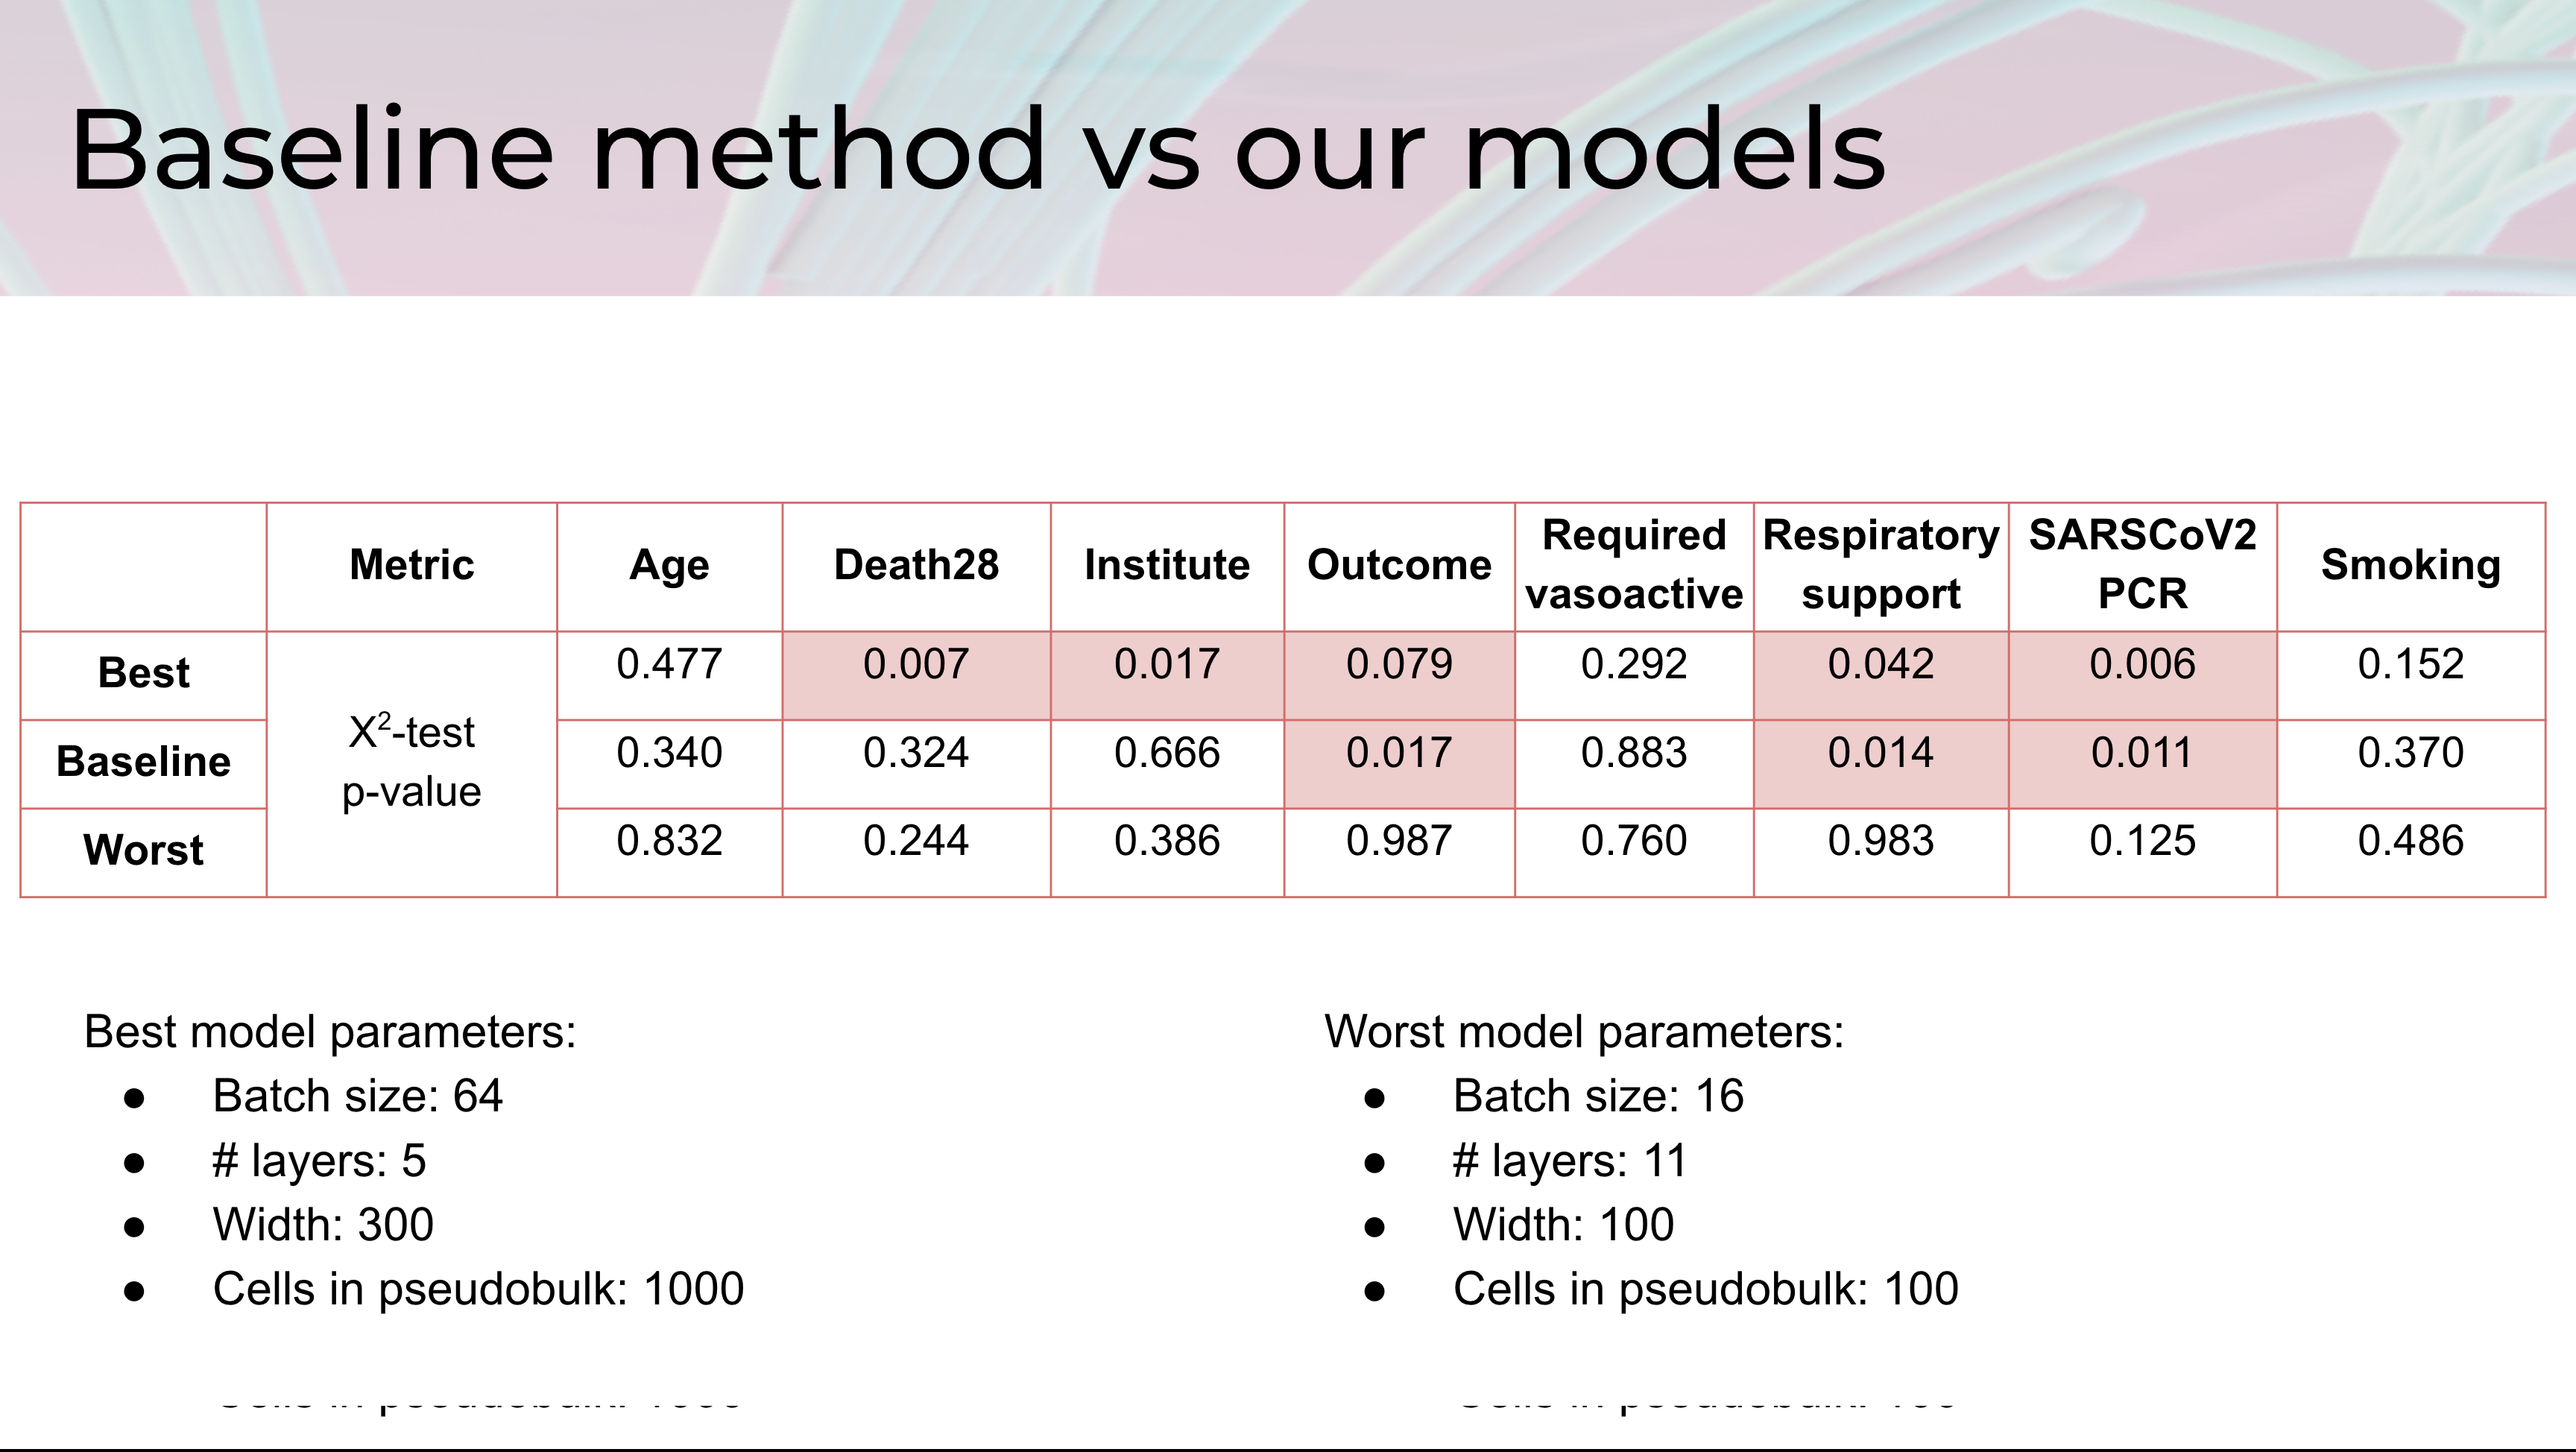 Baseline method vs our models
Metric Age Death28 Institute Outcome Required vasoactive Respiratory support SARSCoV2 PCR Smoking
Best 0.477 0.007 0.017 0.079 0.292 0.042 0.006 0.152
X²-test
p-value
Baseline 0.340 0.324 0.666 0.017 0.883 0.014 0.011 0.370
Worst 0.832 0.244 0.386 0.987 0.760 0.983 0.125 0.486
Best model parameters:
● Batch size: 64
● # layers: 5
● Width: 300
● Cells in pseudobulk: 1000
Worst model parameters:
● Batch size: 16
● # layers: 11
● Width: 100
● Cells in pseudobulk: 100